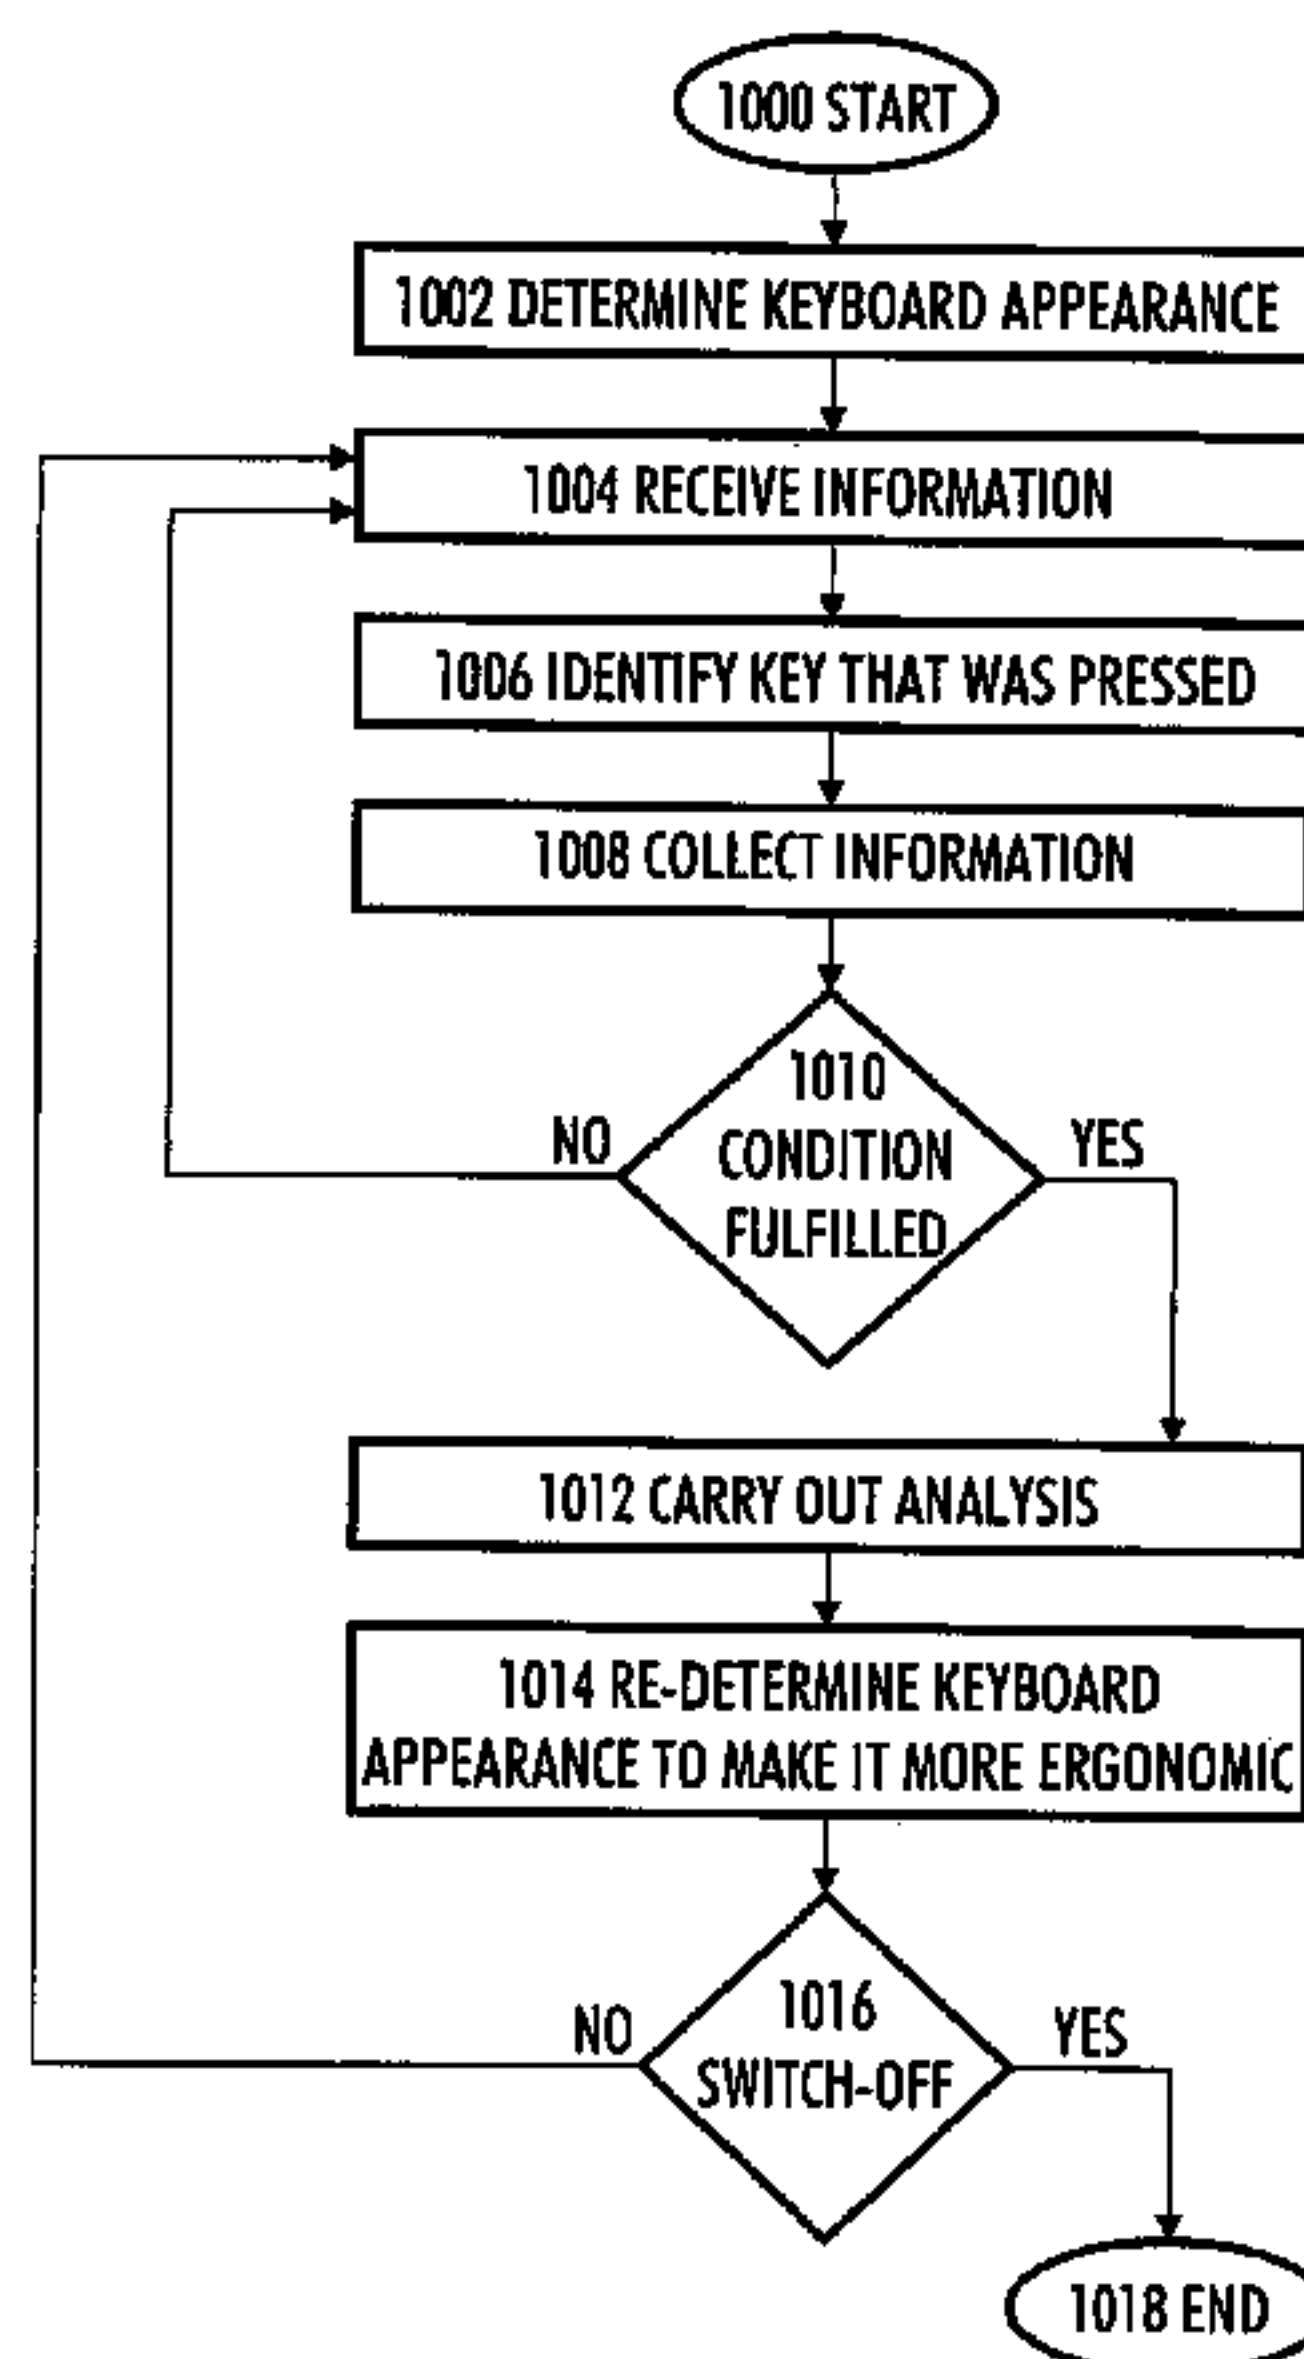 1000 START
1002 DETERMINE KEYBOARD APPEARANCE
1004 RECEIVE INFORMATION
1006 IDENTIFY KEY THAT WAS PRESSED
1008 COLLECT INFORMATION
1010
CONDITION
FULFILLED
NO
YES
1012 CARRY OUT ANALYSIS
1014 RE-DETERMINE KEYBOARD
APPEARANCE TO MAKE IT MORE ERGONOMIC
1016
SWITCH-OFF
NO
YES
1018 END